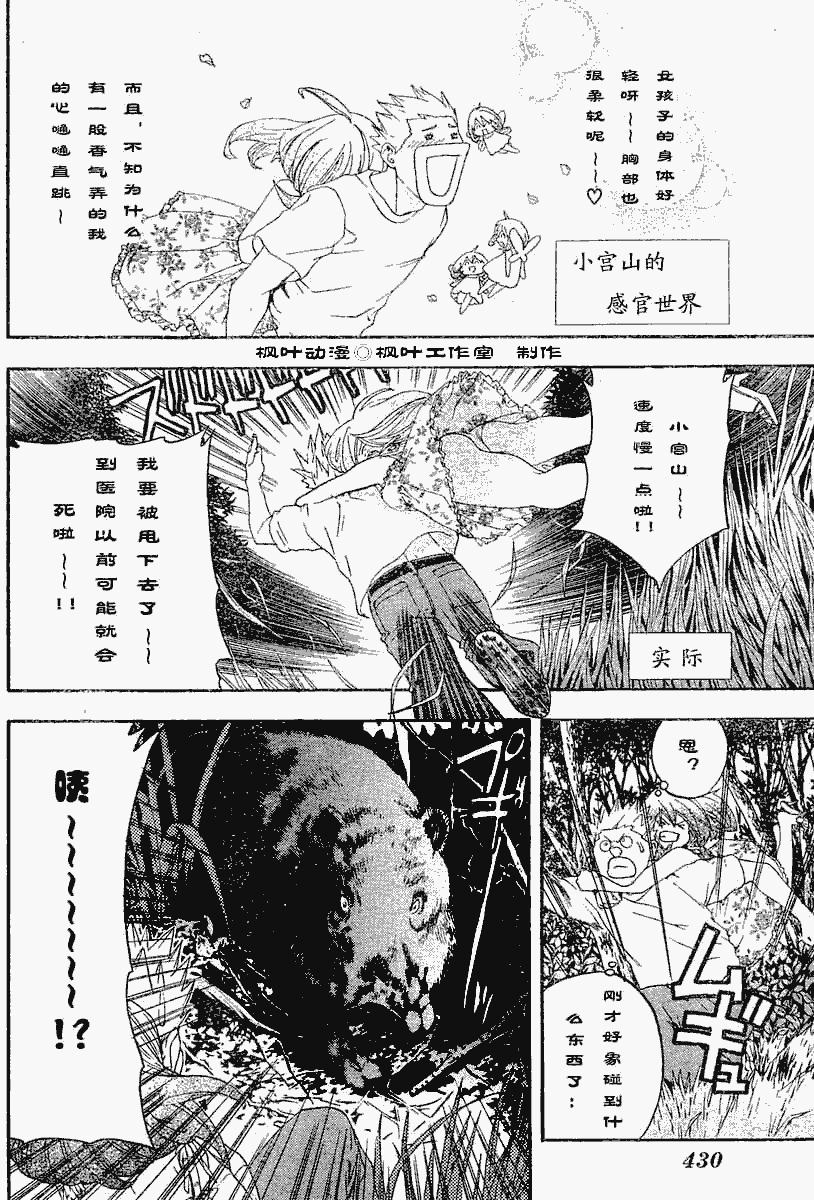 女孩子的身体好
轻呀～～胸部也
很柔软呢～～♡
而且，不知为什么
有一股香气弄的我
的心嗵嗵直跳～
小宫山的
感官世界
枫叶动漫◎枫叶工作室 制作
小宫山～～
速度慢一点啦!!
我要被甩下去了～～
到医院以前可能就会
死啦～～!!
实际
恩?
ムギュ
刚才好象碰到什
么东西了…
咦～～～～～～～!?
430